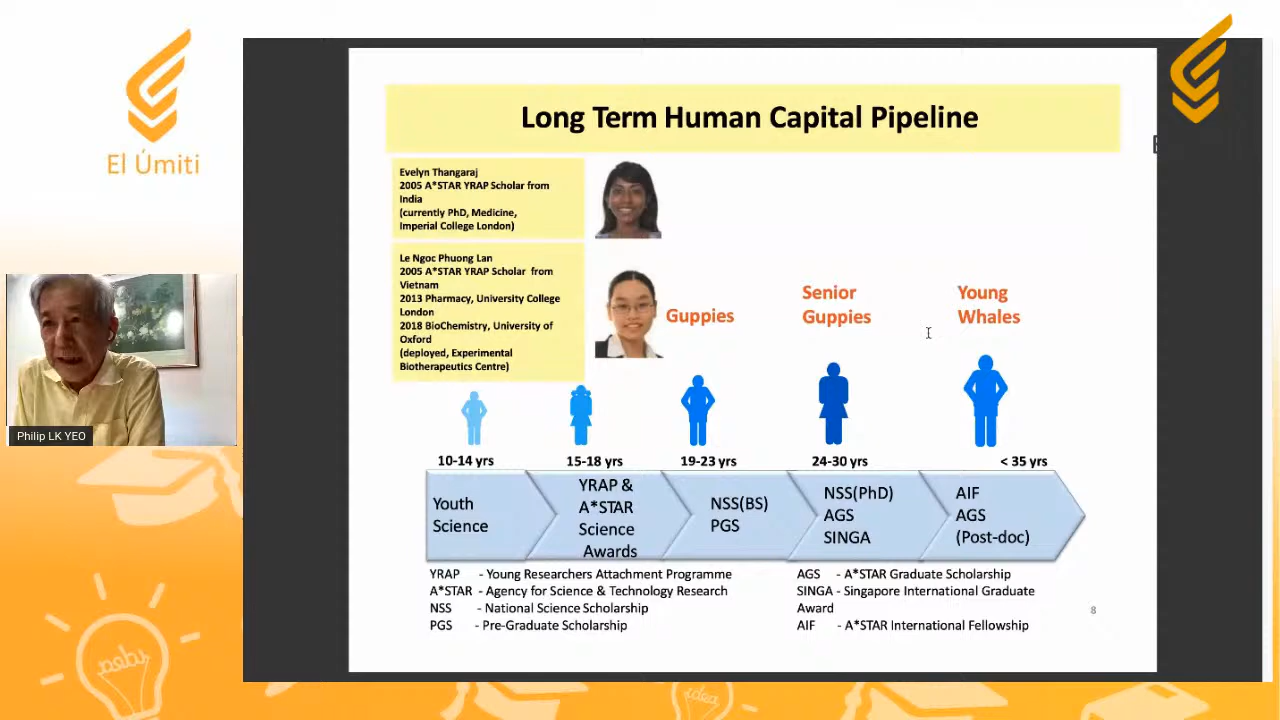 El Úmiti
Long Term Human Capital Pipeline
Evelyn Thangaraj
2005 A*STAR YRAP Scholar from
India
(currently PhD, Medicine,
Imperial College London)
Le Ngoc Phuong Lan
2005 A*STAR YRAP Scholar from
Vietnam
2013 Pharmacy, University College
London
2018 BioChemistry, University of
Oxford
(deployed, Experimental
Biotherapeutics Centre)
Guppies
Senior
Guppies
Young
Whales
Philip LK YEO
10-14 yrs
15-18 yrs
19-23 yrs
24-30 yrs
< 35 yrs
Youth
Science
YRAP &
A*STAR
Science
Awards
NSS(BS)
PGS
NSS(PhD)
AGS
SINGA
AIF
AGS
(Post-doc)
YRAP - Young Researchers Attachment Programme
A*STAR - Agency for Science & Technology Research
NSS - National Science Scholarship
PGS - Pre-Graduate Scholarship
AGS - A*STAR Graduate Scholarship
SINGA - Singapore International Graduate
Award
AIF - A*STAR International Fellowship
8
idea
idea